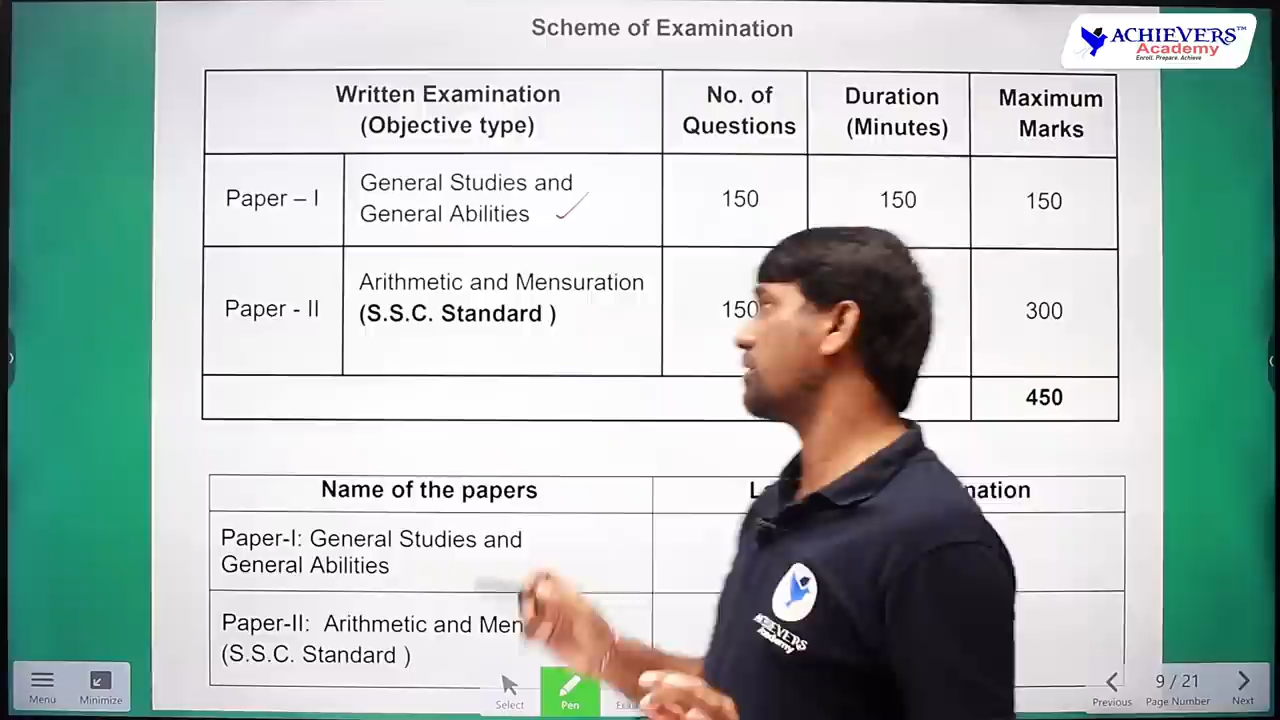 Scheme of Examination
ACHIEVERS™
Academy
Enroll. Prepare. Achieve
Written Examination
(Objective type)
No. of
Questions
Duration
(Minutes)
Maximum
Marks
Paper – I
General Studies and
General Abilities
150
150
150
Paper - II
Arithmetic and Mensuration
(S.S.C. Standard )
150
300
450
Name of the papers
Paper-I: General Studies and
General Abilities
Paper-II: Arithmetic and
(S.S.C. Standard )
ACHIEVERS
Academy
Menu
Minimize
Select
Pen
Previous
9 / 21
Page Number
Next